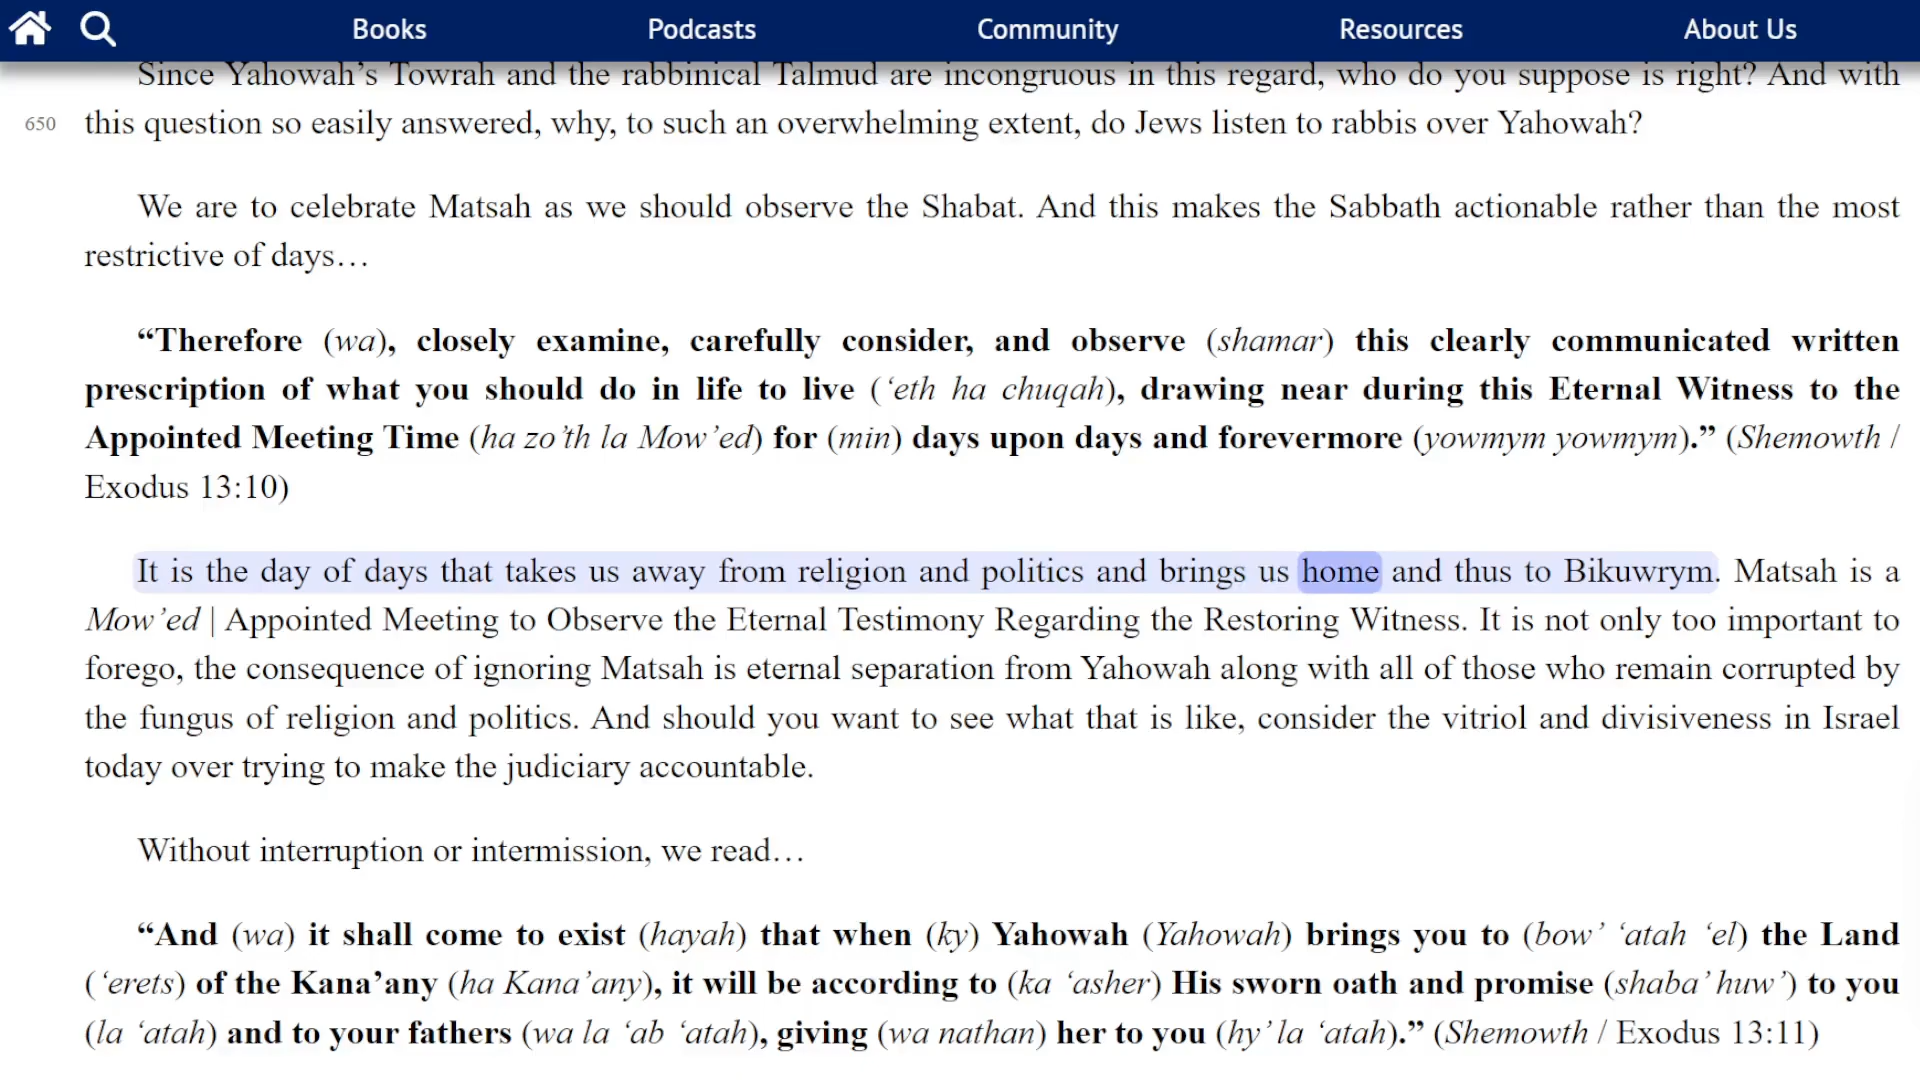 Books Podcasts Community Resources About Us
Since Yahowah’s Towrah and the rabbinical Talmud are incongruous in this regard, who do you suppose is right? And with
650 this question so easily answered, why, to such an overwhelming extent, do Jews listen to rabbis over Yahowah?
We are to celebrate Matsah as we should observe the Shabat. And this makes the Sabbath actionable rather than the most
restrictive of days…
“Therefore (wa), closely examine, carefully consider, and observe (shamar) this clearly communicated written
prescription of what you should do in life to live (‘eth ha chuqah), drawing near during this Eternal Witness to the
Appointed Meeting Time (ha zo’th la Mow’ed) for (min) days upon days and forevermore (yowmym yowmym).” (Shemowth /
Exodus 13:10)
It is the day of days that takes us away from religion and politics and brings us home and thus to Bikuwrym. Matsah is a
Mow’ed | Appointed Meeting to Observe the Eternal Testimony Regarding the Restoring Witness. It is not only too important to
forego, the consequence of ignoring Matsah is eternal separation from Yahowah along with all of those who remain corrupted by
the fungus of religion and politics. And should you want to see what that is like, consider the vitriol and divisiveness in Israel
today over trying to make the judiciary accountable.
Without interruption or intermission, we read…
“And (wa) it shall come to exist (hayah) that when (ky) Yahowah (Yahowah) brings you to (bow’ ‘atah ‘el) the Land
(‘erets) of the Kana’any (ha Kana’any), it will be according to (ka ‘asher) His sworn oath and promise (shaba’ huw’) to you
(la ‘atah) and to your fathers (wa la ‘ab ‘atah), giving (wa nathan) her to you (hy’ la ‘atah).” (Shemowth / Exodus 13:11)